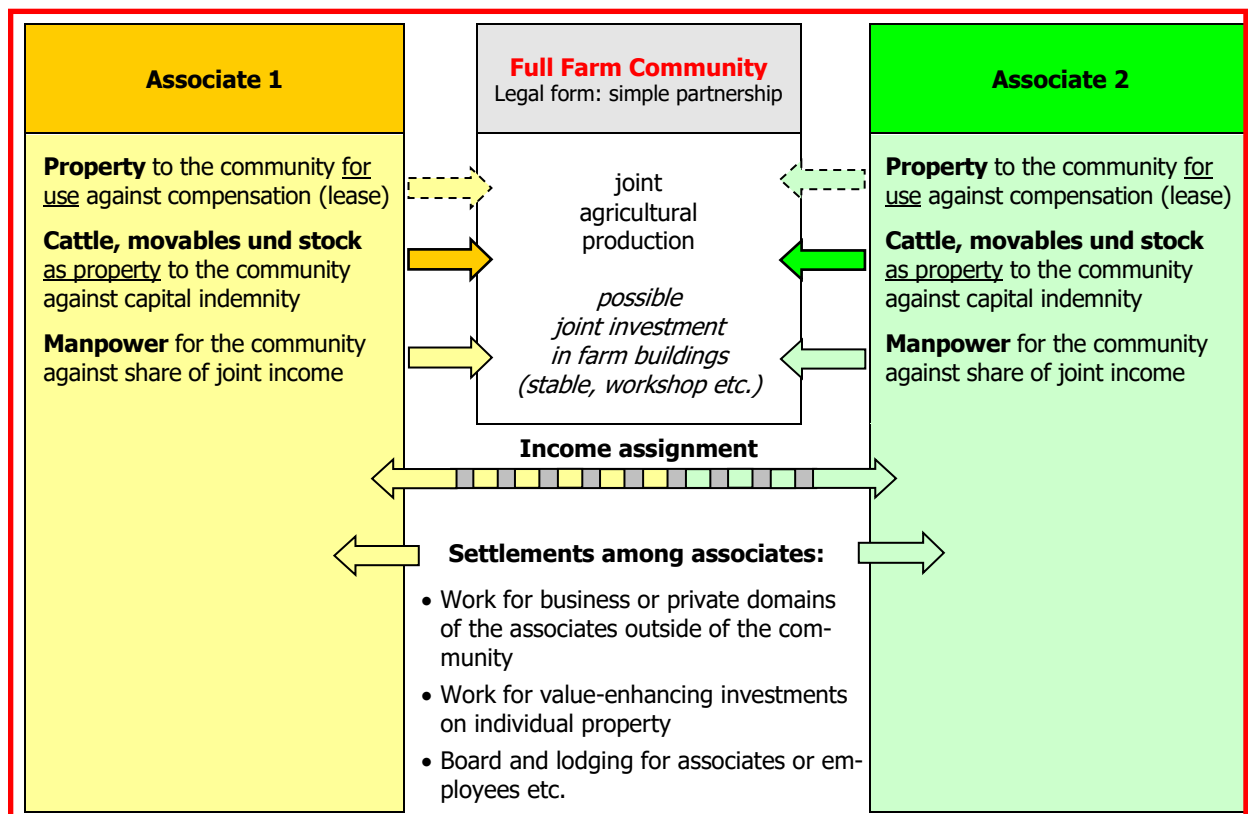 Associate 1
Full Farm Community
Legal form: simple partnership
Associate 2
Property to the community for
use against compensation (lease)
Cattle, movables und stock
as property to the community
against capital indemnity
Manpower for the community
against share of joint income
joint
agricultural
production
possible
joint investment
in farm buildings
(stable, workshop etc.)
Property to the community for
use against compensation (lease)
Cattle, movables und stock
as property to the community
against capital indemnity
Manpower for the community
against share of joint income
Income assignment
Settlements among associates:
• Work for business or private domains
of the associates outside of the com-
munity
• Work for value-enhancing investments
on individual property
• Board and lodging for associates or em-
ployees etc.